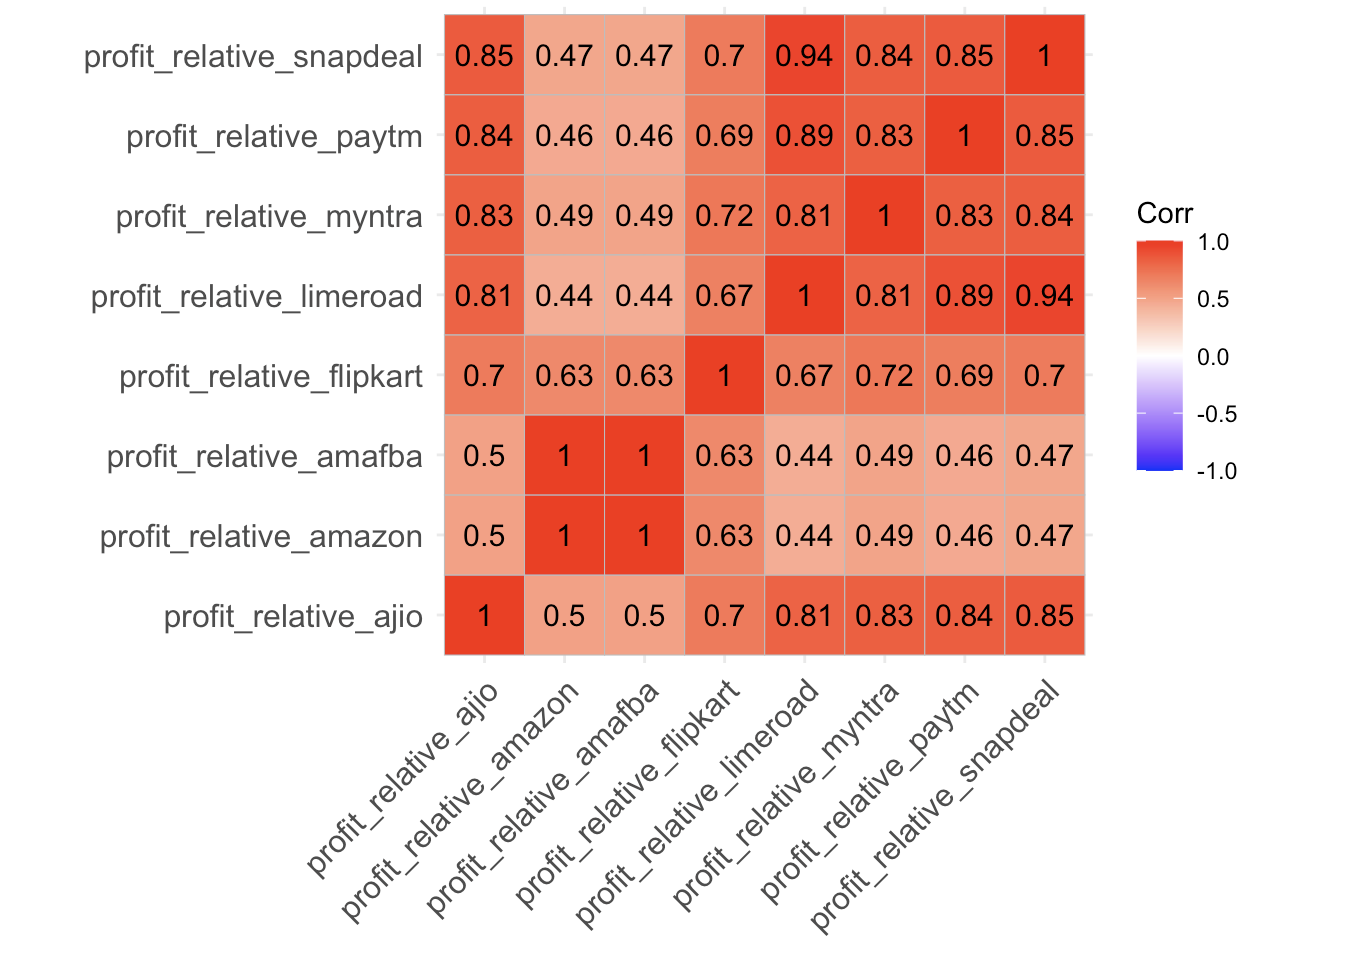 profit_relative_snapdeal 0.85 0.47 0.47 0.7 0.94 0.84 0.85 1
profit_relative_paytm 0.84 0.46 0.46 0.69 0.89 0.83 1 0.85
profit_relative_myntra 0.83 0.49 0.49 0.72 0.81 1 0.83 0.84
profit_relative_limeroad 0.81 0.44 0.44 0.67 1 0.81 0.89 0.94
profit_relative_flipkart 0.7 0.63 0.63 1 0.67 0.72 0.69 0.7
profit_relative_amafba 0.5 1 1 0.63 0.44 0.49 0.46 0.47
profit_relative_amazon 0.5 1 1 0.63 0.44 0.49 0.46 0.47
profit_relative_ajio 1 0.5 0.5 0.7 0.81 0.83 0.84 0.85
profit_relative_ajio
profit_relative_amazon
profit_relative_amafba
profit_relative_flipkart
profit_relative_limeroad
profit_relative_myntra
profit_relative_paytm
profit_relative_snapdeal
Corr
1.0
0.5
0.0
-0.5
-1.0